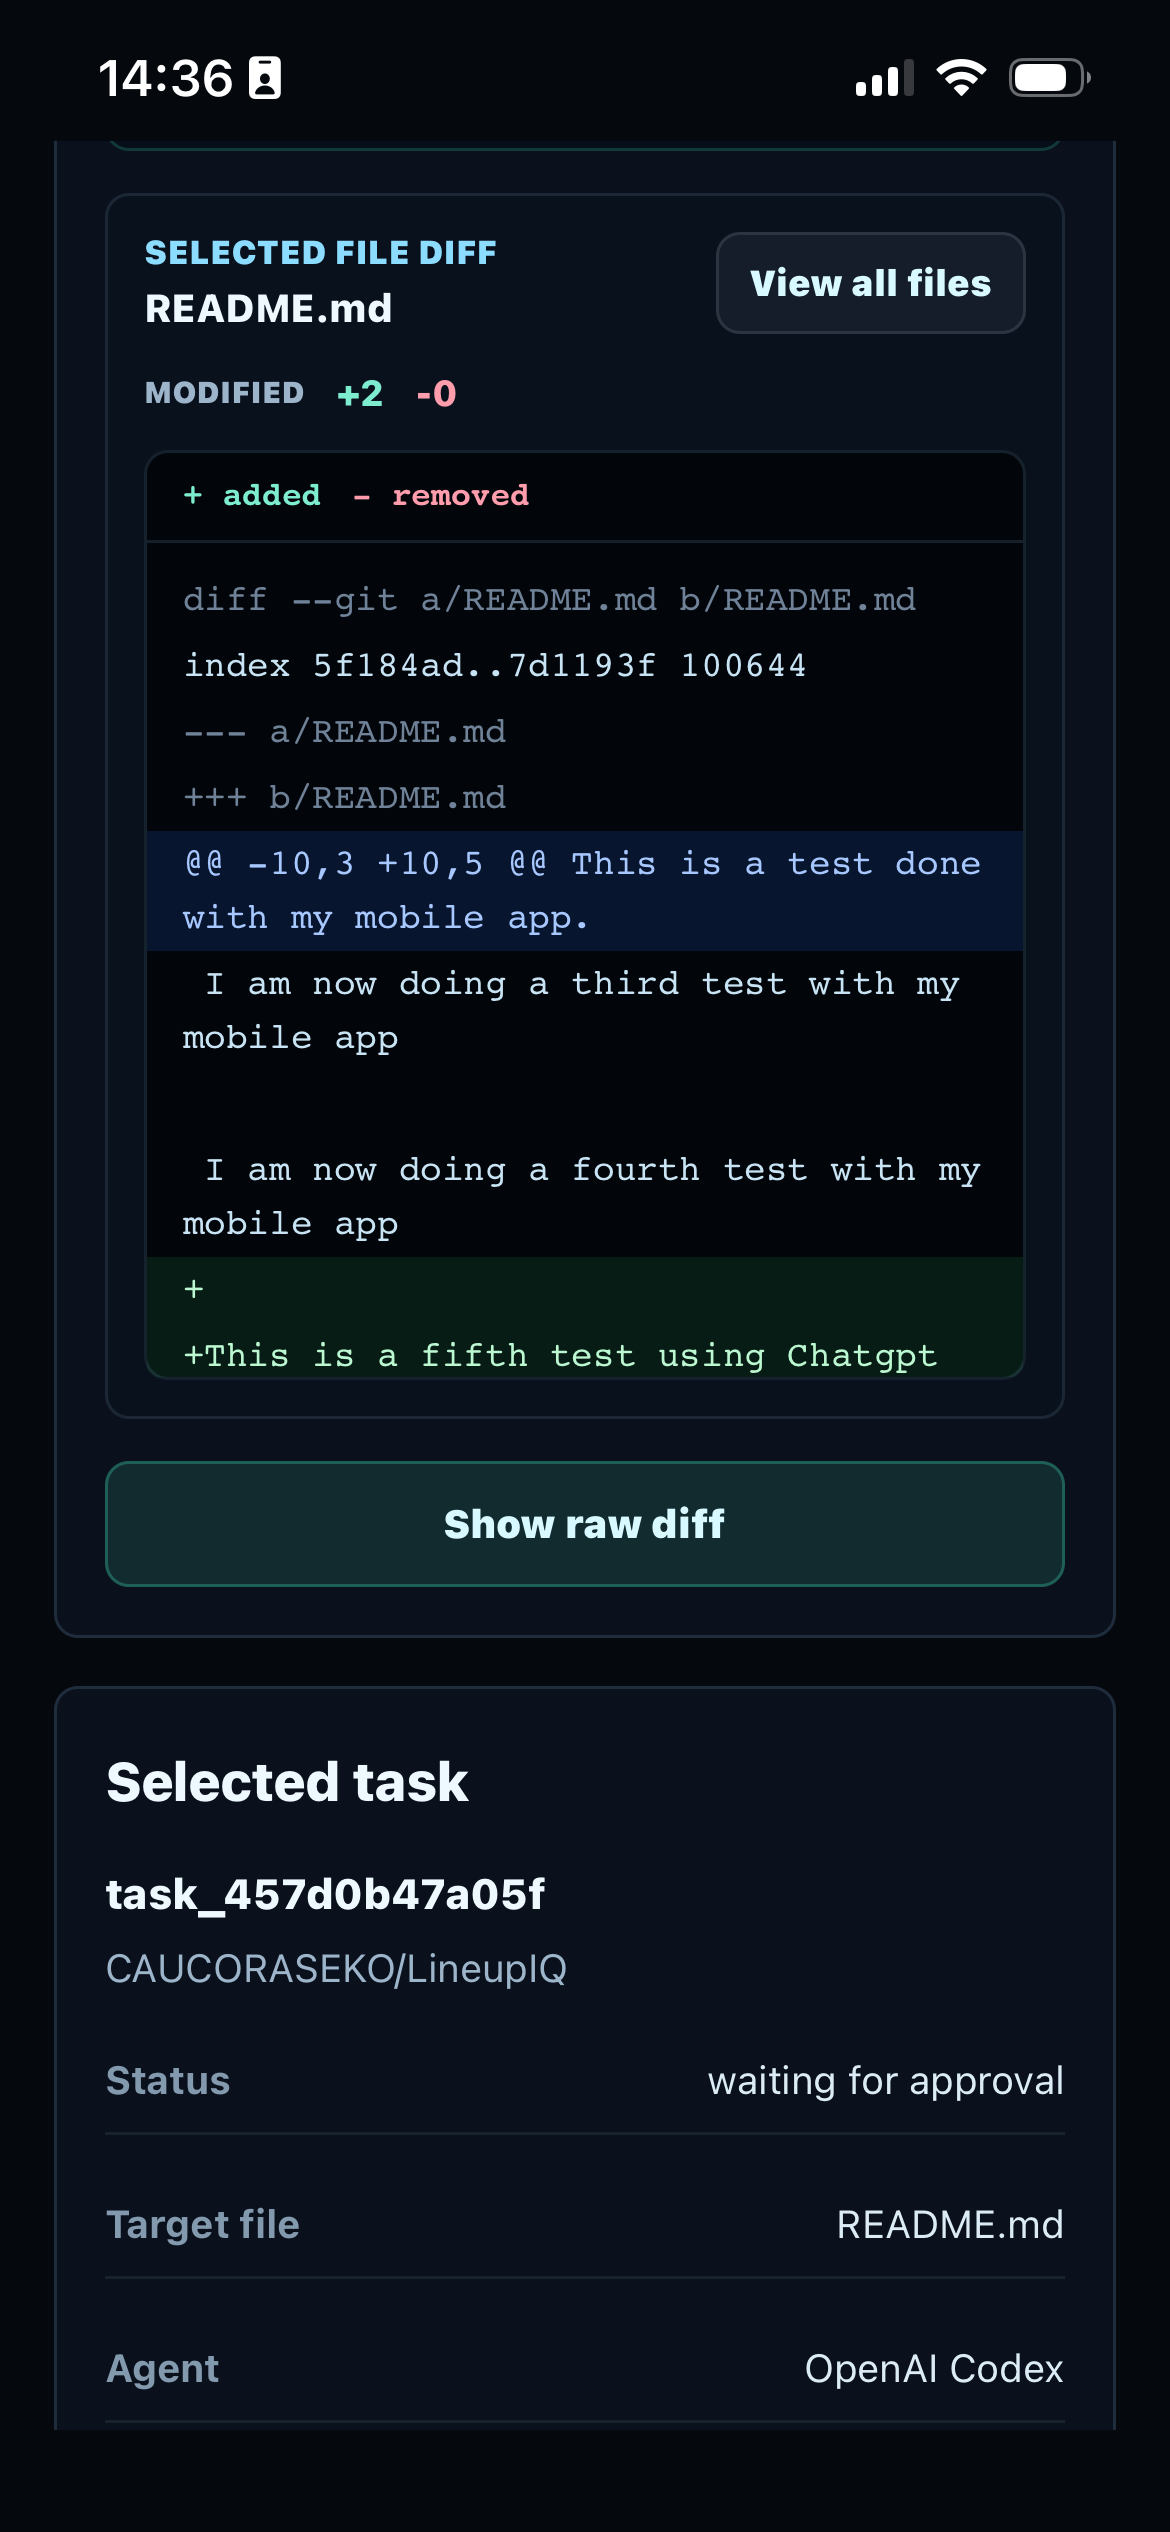 14:36
SELECTED FILE DIFF
README.md
View all files
MODIFIED +2 -0
+ added - removed
diff --git a/README.md b/README.md
index 5f184ad..7d1193f 100644
--- a/README.md
+++ b/README.md
@@ -10,3 +10,5 @@ This is a test done
with my mobile app.
I am now doing a third test with my
mobile app
I am now doing a fourth test with my
mobile app
+
+This is a fifth test using Chatgpt
Show raw diff
Selected task
task_457d0b47a05f
CAUCORASEKO/LineupIQ
Status waiting for approval
Target file README.md
Agent OpenAI Codex